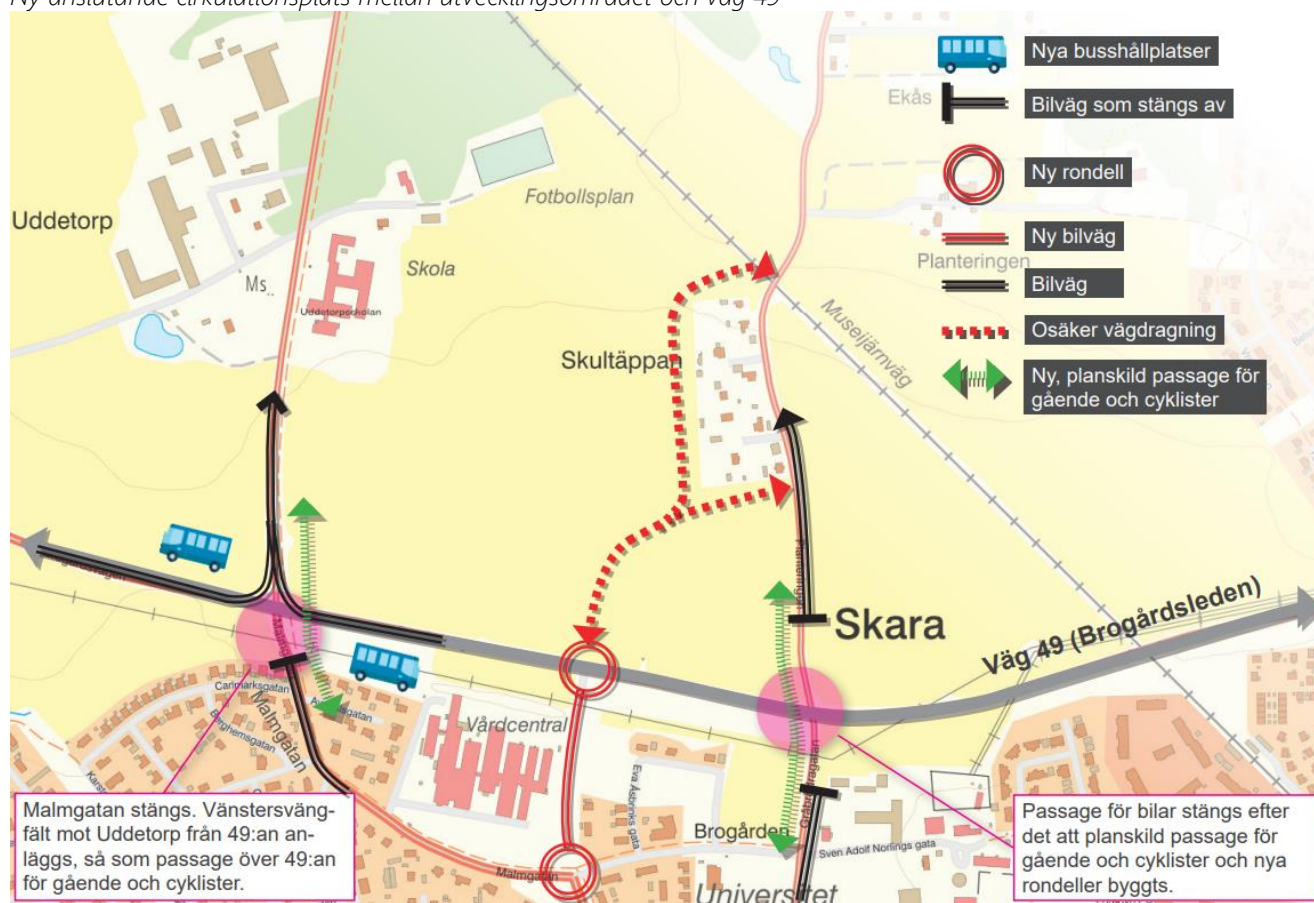 Ny anslutande cirkulationsplats mellan utvecklingsområdet och väg 49
Nya busshållplatser
Ekås
Bilväg som stängs av
Ny rondell
Fotbollsplan
Uddetorp
Ny bilväg
Planteringen
Skola
Ms..
Bilväg
Uddetorpsskolan
Museijärnväg
Osäker vägdragning
Skultäppan
Ny, planskild passage för
gående och cyklister
Skara
Väg 49 (Brogårdsleden)
Carlmarksgatan
Malmgatan
Berghemsgatan
Vårdcentral
Eva Asbrinks gata
Gråbrödragatan
Malmgatan stängs. Vänstersväng-
fält mot Uddetorp från 49:an an-
läggs, så som passage över 49:an
för gående och cyklister.
Passage för bilar stängs efter
det att planskild passage för
gående och cyklister och nya
rondeller byggts.
Brogården
Sven Adolf Norlings gata
Malmgatan
Universitet